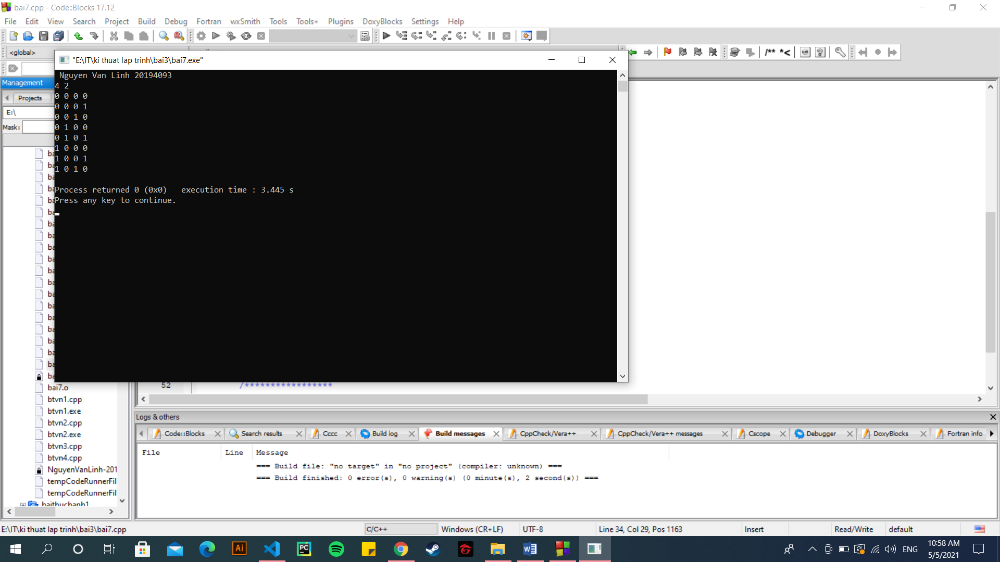 bai7.cpp - Code::Blocks 17.12
File Edit View Search Project Build Debug Fortran wxSmith Tools Tools+ Plugins DoxyBlocks Settings Help
<global>
/** *<
"E:\IT\ki thuat lap trinh\bai3\bai7.exe"
Nguyen Van Linh 20194093
4 2
0 0 0 0
0 0 0 1
0 0 1 0
0 1 0 0
0 1 0 1
1 0 0 0
1 0 0 1
1 0 1 0
Process returned 0 (0x0)   execution time : 3.445 s
Press any key to continue.
Management
Projects
E:\
Mask:
bai7.o
btvn1.cpp
btvn1.exe
btvn2.cpp
btvn2.exe
btvn3.cpp
btvn4.cpp
NguyenVanLinh-201
tempCodeRunnerFil
tempCodeRunnerFil
baithuchanh1
52 /*****************
Logs & others
Code::Blocks Search results Cccc Build log Build messages CppCheck/Vera++ CppCheck/Vera++ messages Cscope Debugger DoxyBlocks Fortran info
File Line Message
=== Build file: "no target" in "no project" (compiler: unknown) ===
=== Build finished: 0 error(s), 0 warning(s) (0 minute(s), 2 second(s)) ===
E:\IT\ki thuat lap trinh\bai3\bai7.cpp C/C++ Windows (CR+LF) UTF-8 Line 34, Col 29, Pos 1163 Insert Read/Write default
Ai PC ENG 10:58 AM
5/5/2021